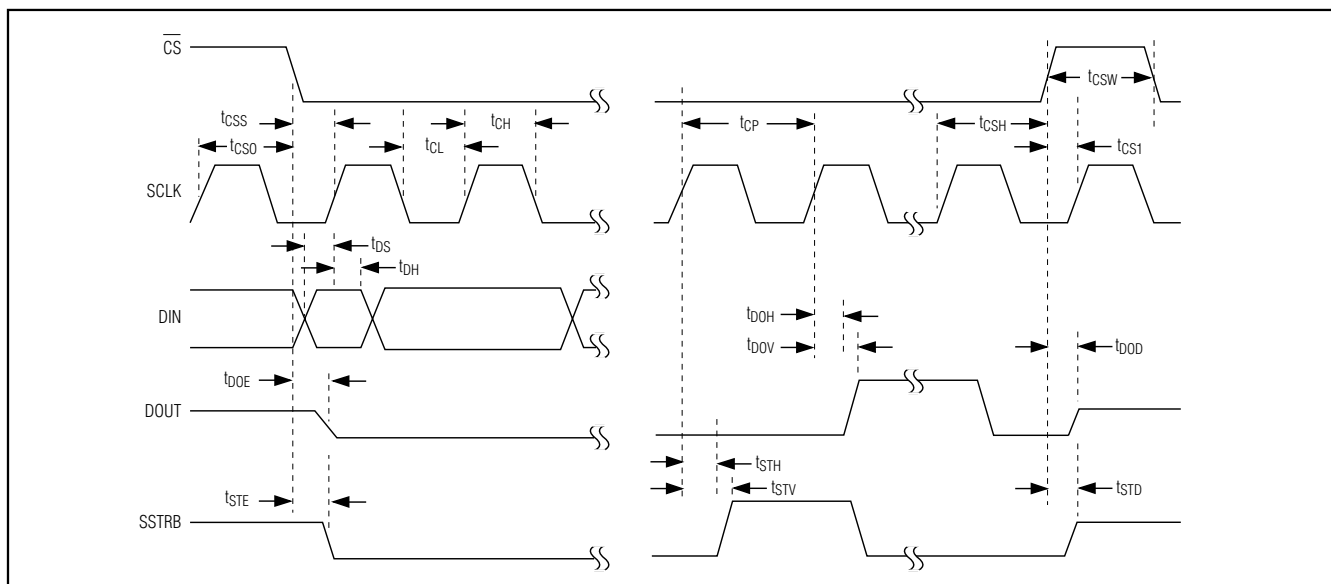 CS
tCSW
tCSS
tCH
tCP
tCSH
tCSO
tCL
tCS1
SCLK
tDS
tDH
DIN
tDOH
tDOV
tDOD
tDOE
DOUT
tSTH
tSTV
tSTE
tSTD
SSTRB